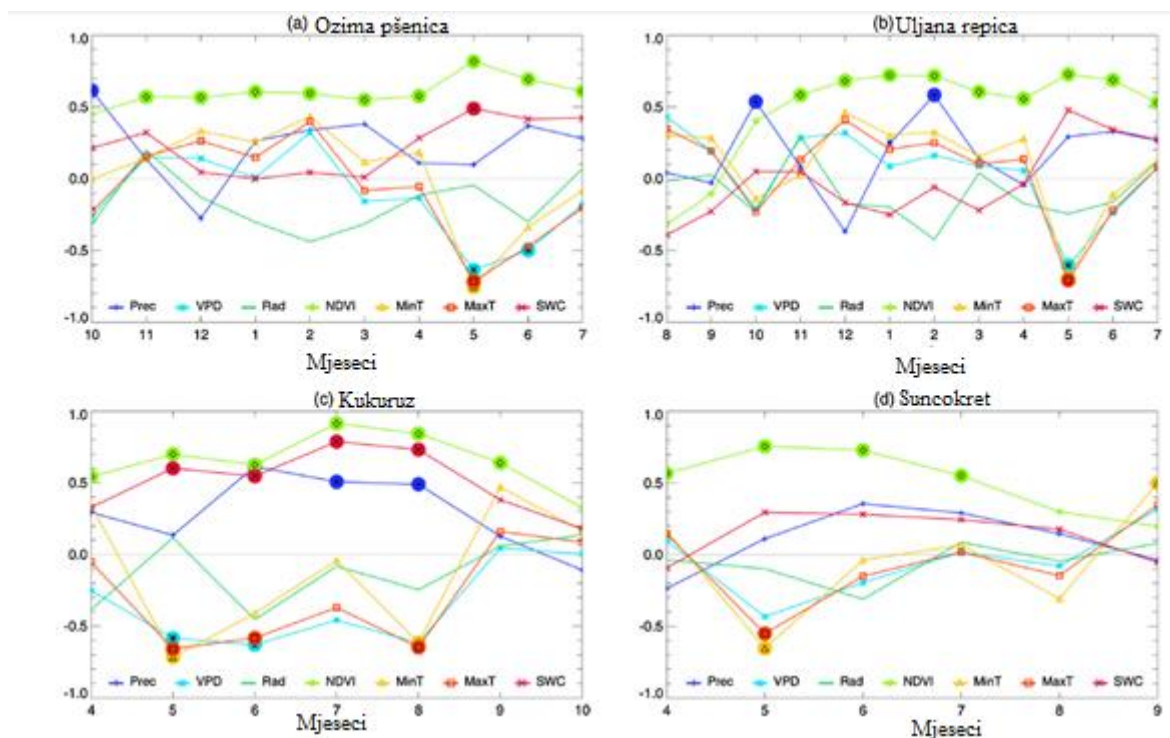 (a) Ozima pšenica
1.0
0.5
0.0
-0.5
-1.0
Prec VPD Rad NDVI MinT MaxT SWC
10 11 12 1 2 3 4 5 6 7
Mjeseci
(b) Uljana repica
1.0
0.5
0.0
-0.5
-1.0
Prec VPD Rad NDVI MinT MaxT SWC
8 9 10 11 12 1 2 3 4 5 6 7
Mjeseci
(c) Kukuruz
1.0
0.5
0.0
-0.5
-1.0
Prec VPD Rad NDVI MinT MaxT SWC
4 5 6 7 8 9 10
Mjeseci
(d) Suncokret
1.0
0.5
0.0
-0.5
-1.0
Prec VPD Rad NDVI MinT MaxT SWC
4 5 6 7 8 9
Mjeseci